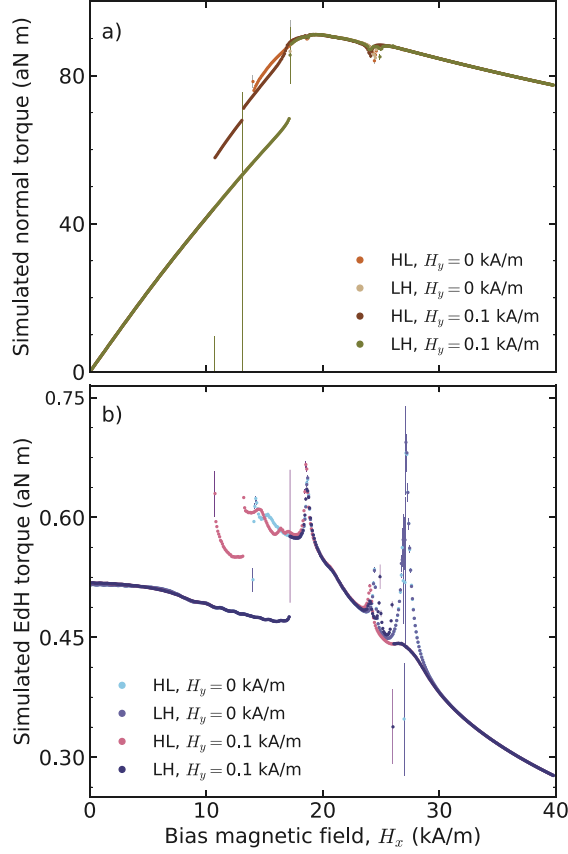 a)
Simulated normal torque (aN m)
80
40
0
HL, H_y = 0 kA/m
LH, H_y = 0 kA/m
HL, H_y = 0.1 kA/m
LH, H_y = 0.1 kA/m
b)
Simulated EdH torque (aN m)
0.75
0.60
0.45
0.30
HL, H_y = 0 kA/m
LH, H_y = 0 kA/m
HL, H_y = 0.1 kA/m
LH, H_y = 0.1 kA/m
0 10 20 30 40
Bias magnetic field, H_x (kA/m)